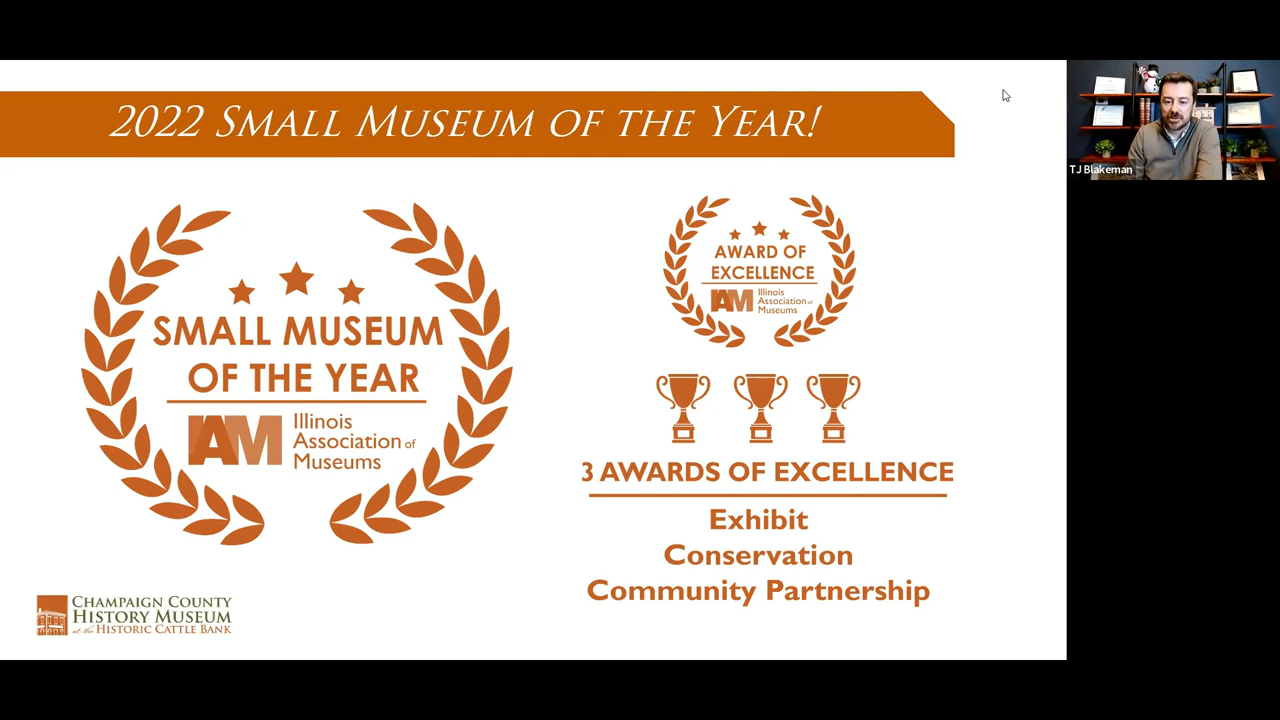 2022 Small Museum of the Year!
SMALL MUSEUM
OF THE YEAR
IAM
Illinois
Association of
Museums
AWARD OF
EXCELLENCE
IAM
Illinois
Association of
Museums
3 AWARDS OF EXCELLENCE
Exhibit
Conservation
Community Partnership
Champaign County
History Museum
at the Historic Cattle Bank
TJ Blakeman